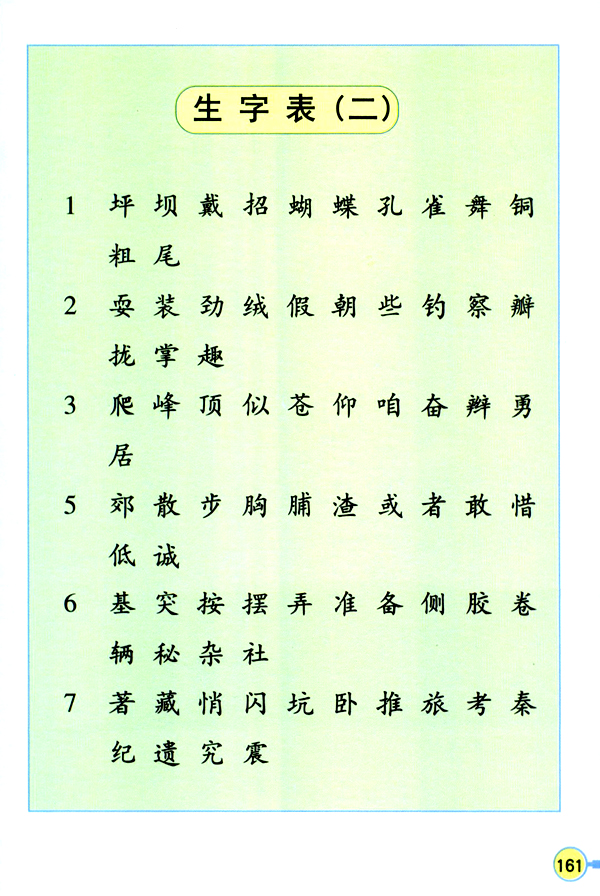 生字表（二）
1 坪 坝 戴 招 蝴 蝶 孔 雀 舞 铜
粗 尾
2 耍 装 劲 绒 假 朝 些 钓 察 瓣
拢 掌 趣
3 爬 峰 顶 似 苍 仰 咱 奋 辫 勇
居
5 郊 散 步 胸 脯 渣 或 者 敢 惜
低 诚
6 基 突 按 摆 弄 准 备 侧 胶 卷
辆 秘 杂 社
7 著 藏 悄 闪 坑 卧 推 旅 考 秦
纪 遗 究 震
161